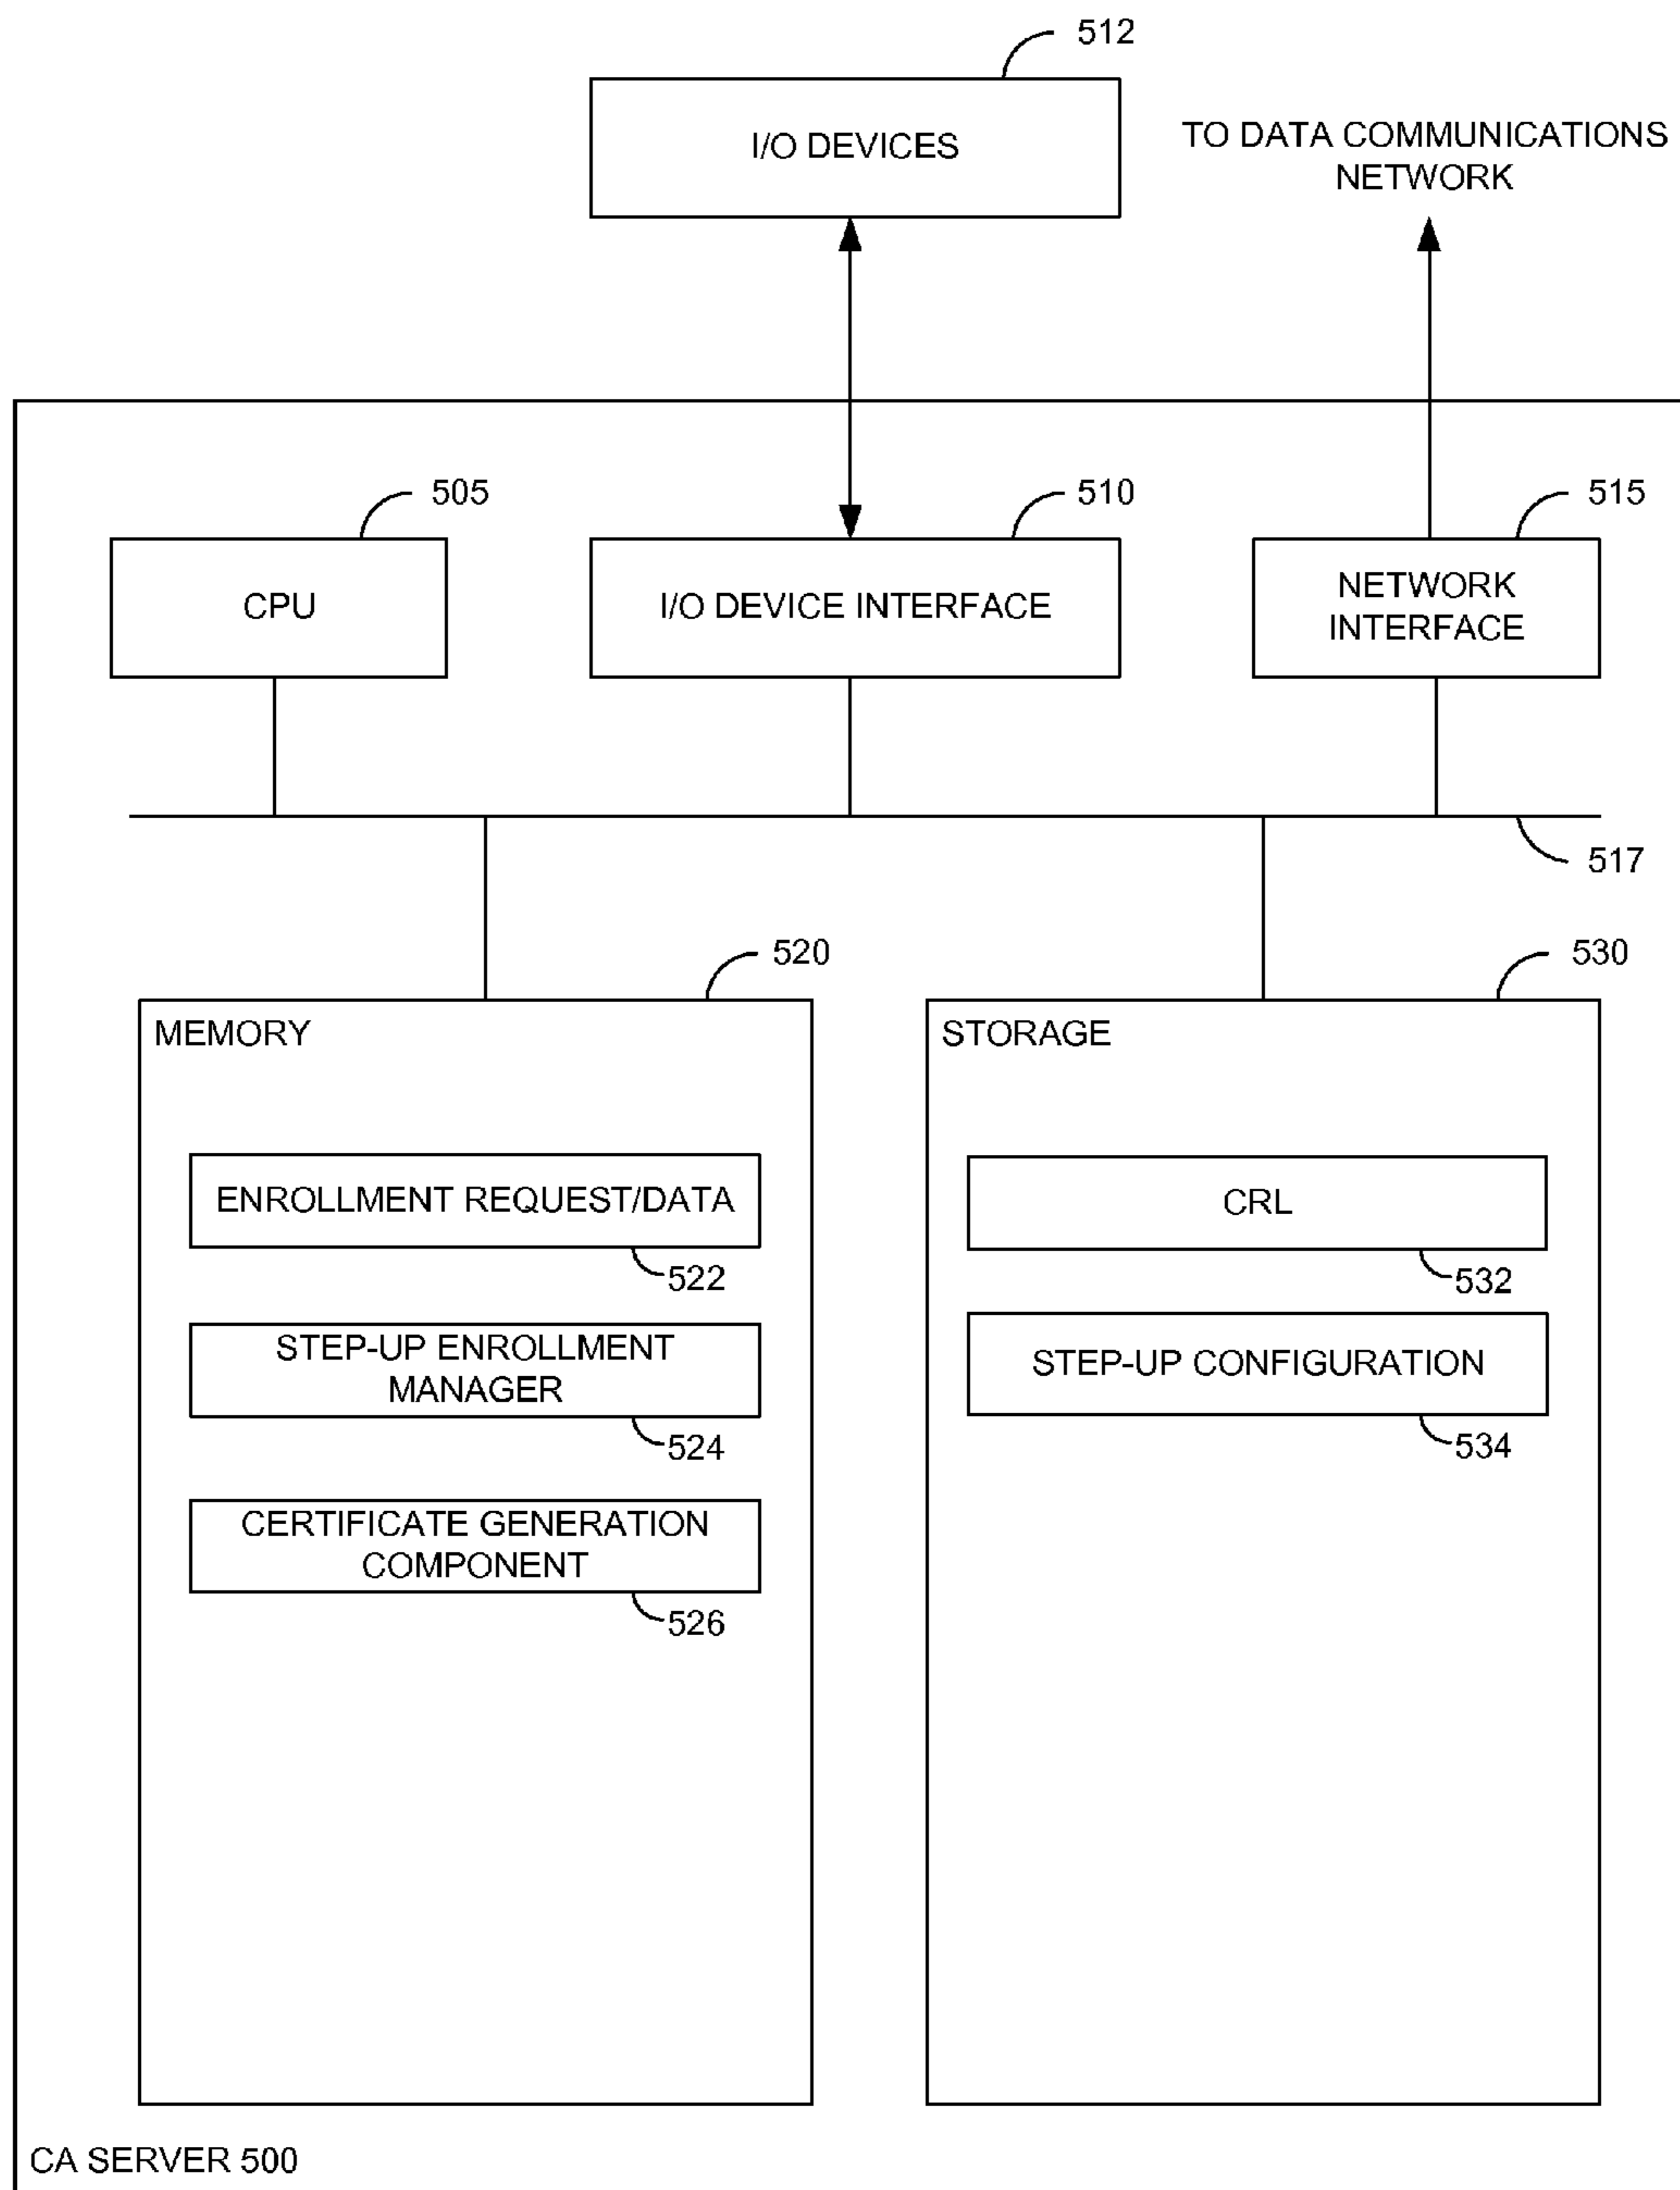 512
I/O DEVICES
TO DATA COMMUNICATIONS
NETWORK
505
510
515
CPU
I/O DEVICE INTERFACE
NETWORK
INTERFACE
517
520
530
MEMORY
STORAGE
ENROLLMENT REQUEST/DATA
522
CRL
532
STEP-UP ENROLLMENT
MANAGER
524
STEP-UP CONFIGURATION
534
CERTIFICATE GENERATION
COMPONENT
526
CA SERVER 500